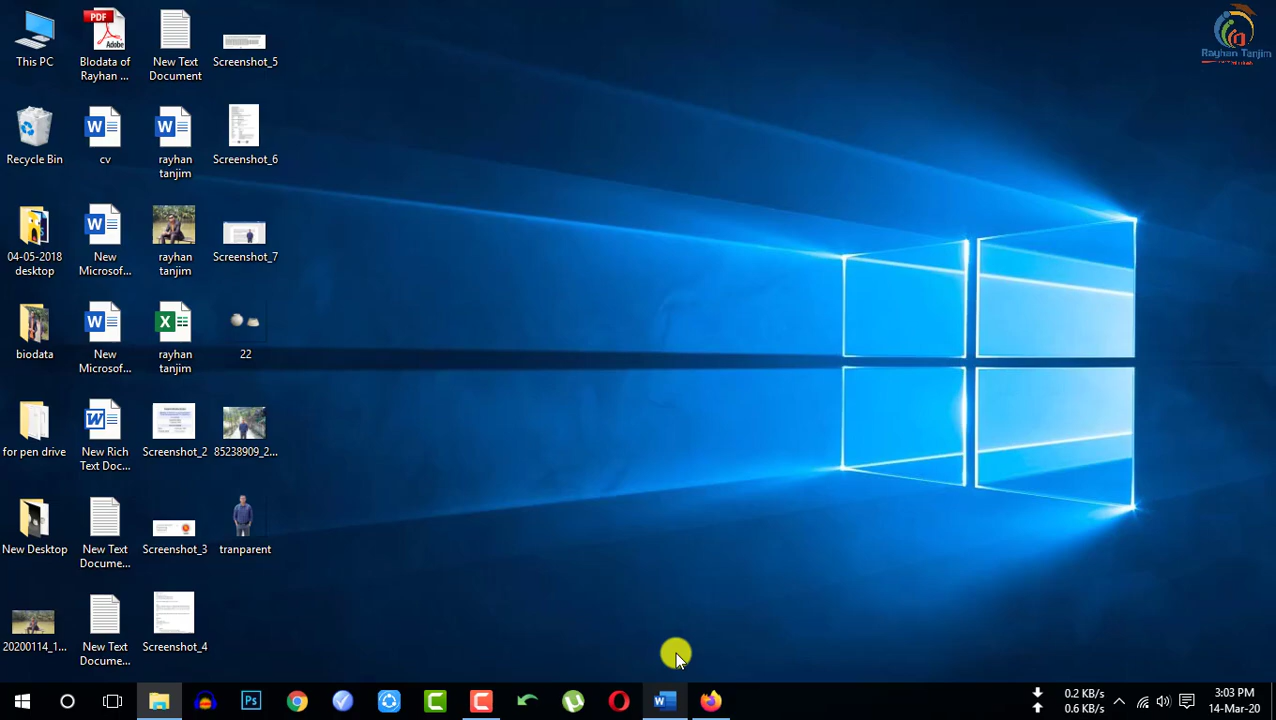 This PC
PDF
Adobe
Blodata of
Rayhan ...
New Text
Document
Screenshot_5
Rayhan Tanjim
Recycle Bin
W
cv
W
rayhan
tanjim
Screenshot_6
04-05-2018
desktop
W
New
Microsof...
rayhan
tanjim
Screenshot_7
biodata
W
New
Microsof...
X
rayhan
tanjim
22
for pen drive
W
New Rich
Text Doc...
Screenshot_2
85238909_2...
New Desktop
New Text
Docume...
Screenshot_3
tranparent
20200114_1...
New Text
Docume...
Screenshot_4
Ps
C
C
W
0.2 KB/s
0.6 KB/s
3:03 PM
14-Mar-20